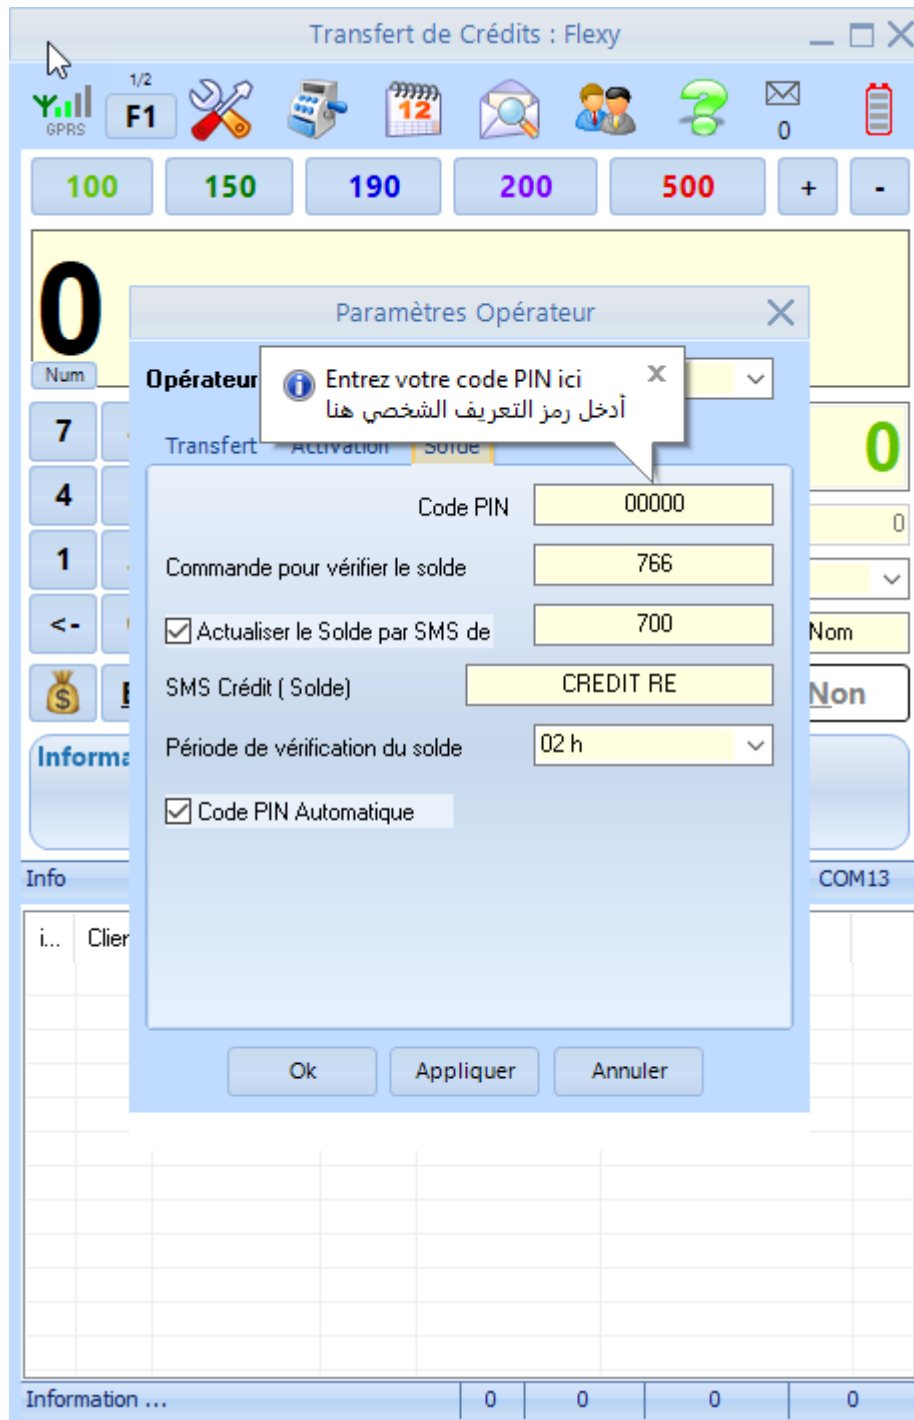 Transfert de Crédits : Flexy
GPRS
1/2
F1
12
0
100 150 190 200 500 + -
0
Num
Paramètres Opérateur
Opérateur
Entrez votre code PIN ici x
أدخل رمز التعريف الشخصي هنا
Transfert Activation Solde
7
0
4
Code PIN 00000
0
1
Commande pour vérifier le solde 766
<-
Actualiser le Solde par SMS de 700
Nom
SMS Crédit ( Solde) CREDIT RE
Non
Période de vérification du solde 02 h
Code PIN Automatique
Info COM13
i...
Ok Appliquer Annuler
Information ... 0 0 0 0